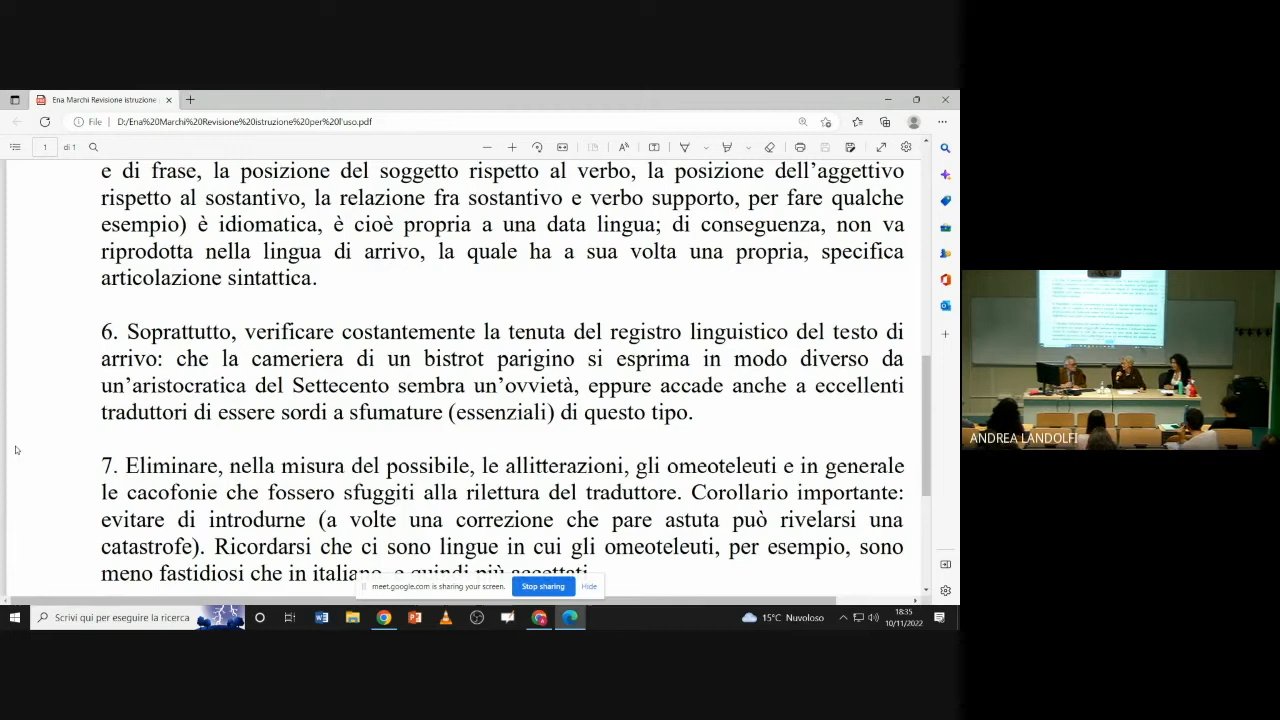 Ena Marchi Revisione istruzione
File D:/Ena%20Marchi%20Revisione%20istruzione%20per%20l'uso.pdf
1 di 1
e di frase, la posizione del soggetto rispetto al verbo, la posizione dell'aggettivo
rispetto al sostantivo, la relazione fra sostantivo e verbo supporto, per fare qualche
esempio) è idiomatica, è cioè propria a una data lingua; di conseguenza, non va
riprodotta nella lingua di arrivo, la quale ha a sua volta una propria, specifica
articolazione sintattica.
6. Soprattutto, verificare costantemente la tenuta del registro linguistico del testo di
arrivo: che la cameriera di un bistrot parigino si esprima in modo diverso da
un'aristocratica del Settecento sembra un'ovvietà, eppure accade anche a eccellenti
traduttori di essere sordi a sfumature (essenziali) di questo tipo.
7. Eliminare, nella misura del possibile, le allitterazioni, gli omeoteleuti e in generale
le cacofonie che fossero sfuggiti alla rilettura del traduttore. Corollario importante:
evitare di introdurne (a volte una correzione che pare astuta può rivelarsi una
catastrofe). Ricordarsi che ci sono lingue in cui gli omeoteleuti, per esempio, sono
meno fastidiosi che in italiano, e quindi più accettati.
meet.google.com is sharing your screen. Stop sharing Hide
Scrivi qui per eseguire la ricerca
15°C Nuvoloso
18:35
10/11/2022
ANDREA LANDOLFI